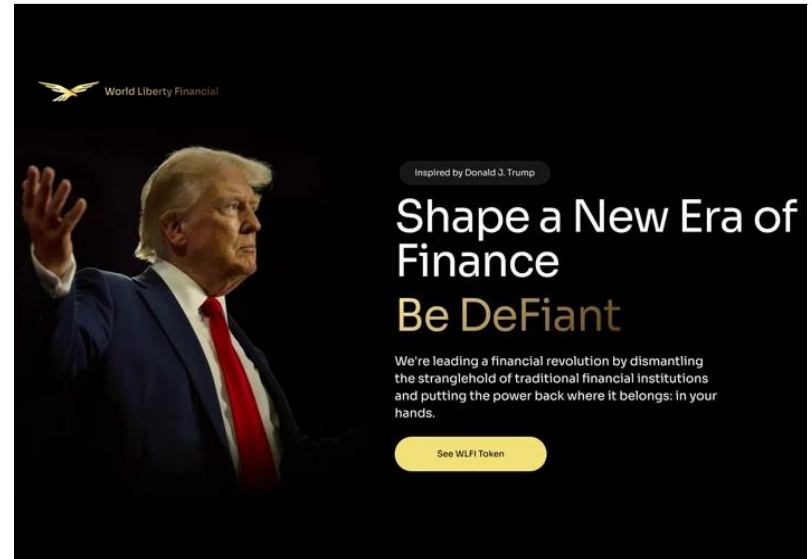 World Liberty Financial
Inspired by Donald J. Trump
Shape a New Era of
Finance
Be DeFiant
We're leading a financial revolution by dismantling
the stranglehold of traditional financial institutions
and putting the power back where it belongs: in your
hands.
See WLFI Token